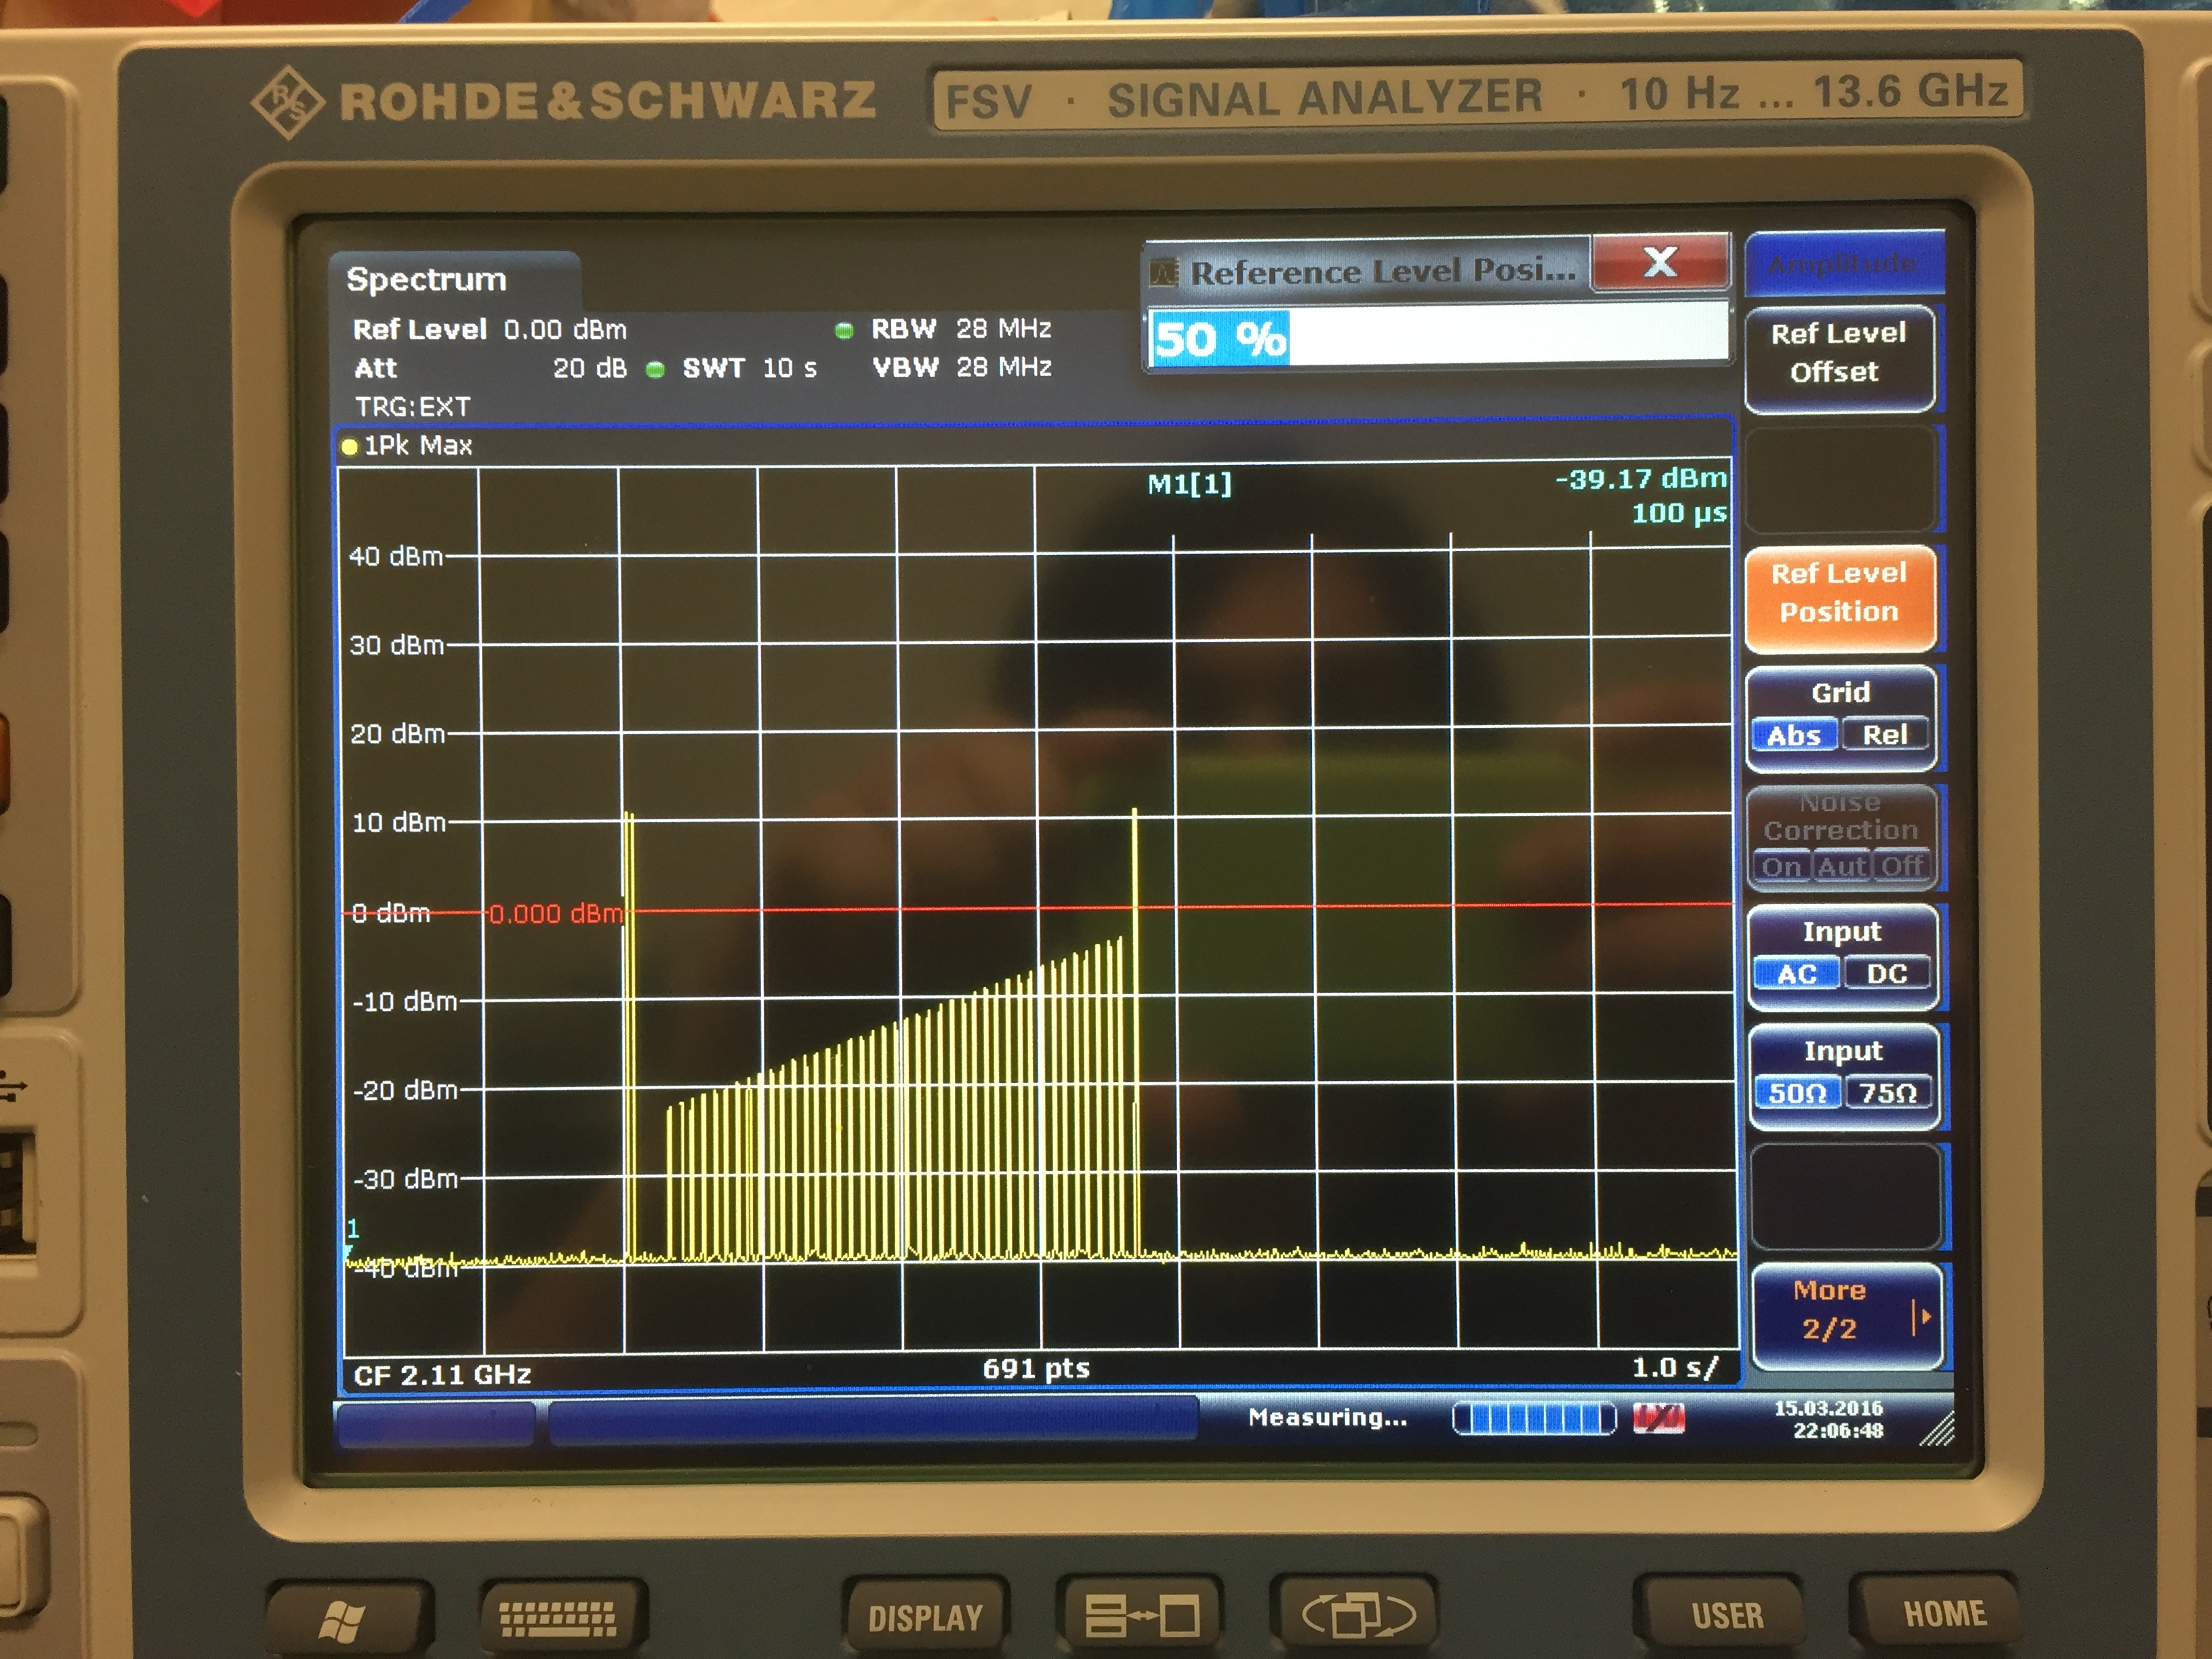 ROHDE & SCHWARZ
FSV · SIGNAL ANALYZER · 10 Hz ... 13.6 GHz
Spectrum
Reference Level Posi...
X
50 %
Ref Level 0.00 dBm
RBW 28 MHz
Att 20 dB
SWT 10 s
VBW 28 MHz
TRG:EXT
1Pk Max
M1[1]
-39.17 dBm
100 µs
40 dBm
30 dBm
20 dBm
10 dBm
0 dBm
0.000 dBm
-10 dBm
-20 dBm
-30 dBm
1
-40 dBm
CF 2.11 GHz
691 pts
1.0 s/
Measuring...
LXI
15.03.2016
22:06:48
Amplitude
Ref Level
Offset
Ref Level
Position
Grid
Abs Rel
Noise
Correction
On Aut Off
Input
AC DC
Input
50Ω 75Ω
More
2/2
DISPLAY
USER
HOME